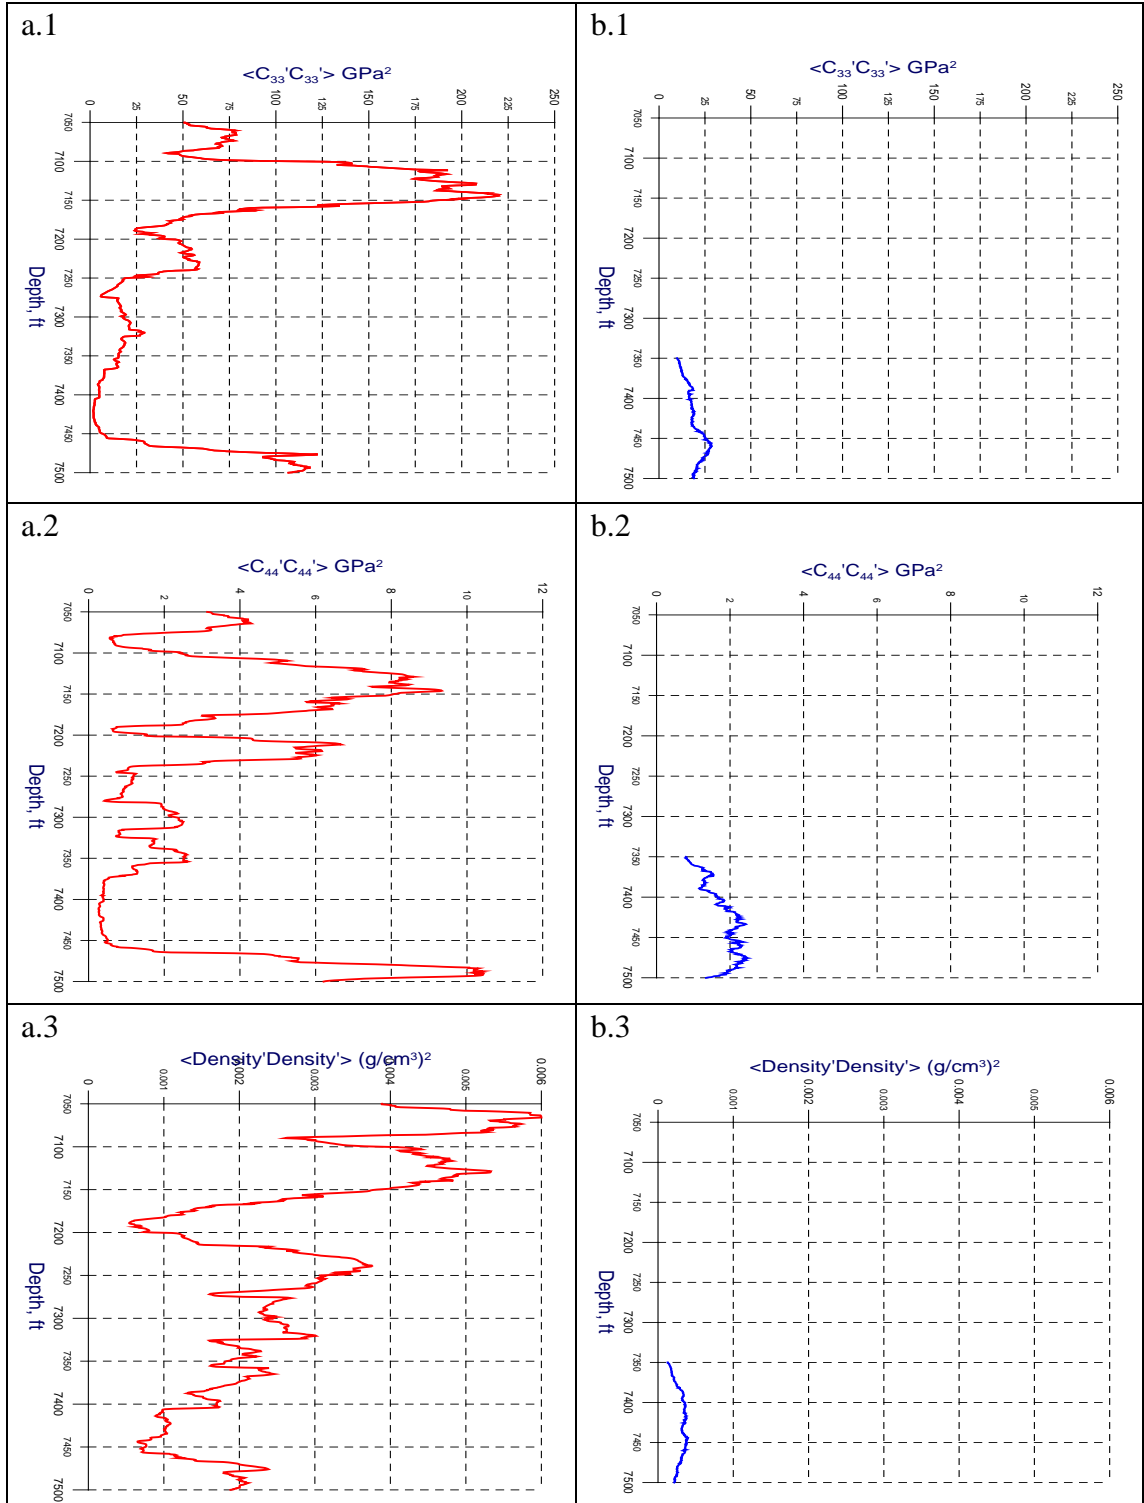 a.1
<C₃₃'C₃₃'> GPa²
0 25 50 75 100 125 150 175 200 225 250
7050
7100
7150
7200
7250
7300
7350
7400
7450
7500
Depth, ft
b.1
<C₃₃'C₃₃'> GPa²
0 25 50 75 100 125 150 175 200 225 250
7050
7100
7150
7200
7250
7300
7350
7400
7450
7500
Depth, ft
a.2
<C₄₄'C₄₄'> GPa²
0 2 4 6 8 10 12
7050
7100
7150
7200
7250
7300
7350
7400
7450
7500
Depth, ft
b.2
<C₄₄'C₄₄'> GPa²
0 2 4 6 8 10 12
7050
7100
7150
7200
7250
7300
7350
7400
7450
7500
Depth, ft
a.3
<Density'Density'> (g/cm³)²
0 0.001 0.002 0.003 0.004 0.005 0.006
7050
7100
7150
7200
7250
7300
7350
7400
7450
7500
Depth, ft
b.3
<Density'Density'> (g/cm³)²
0 0.001 0.002 0.003 0.004 0.005 0.006
7050
7100
7150
7200
7250
7300
7350
7400
7450
7500
Depth, ft